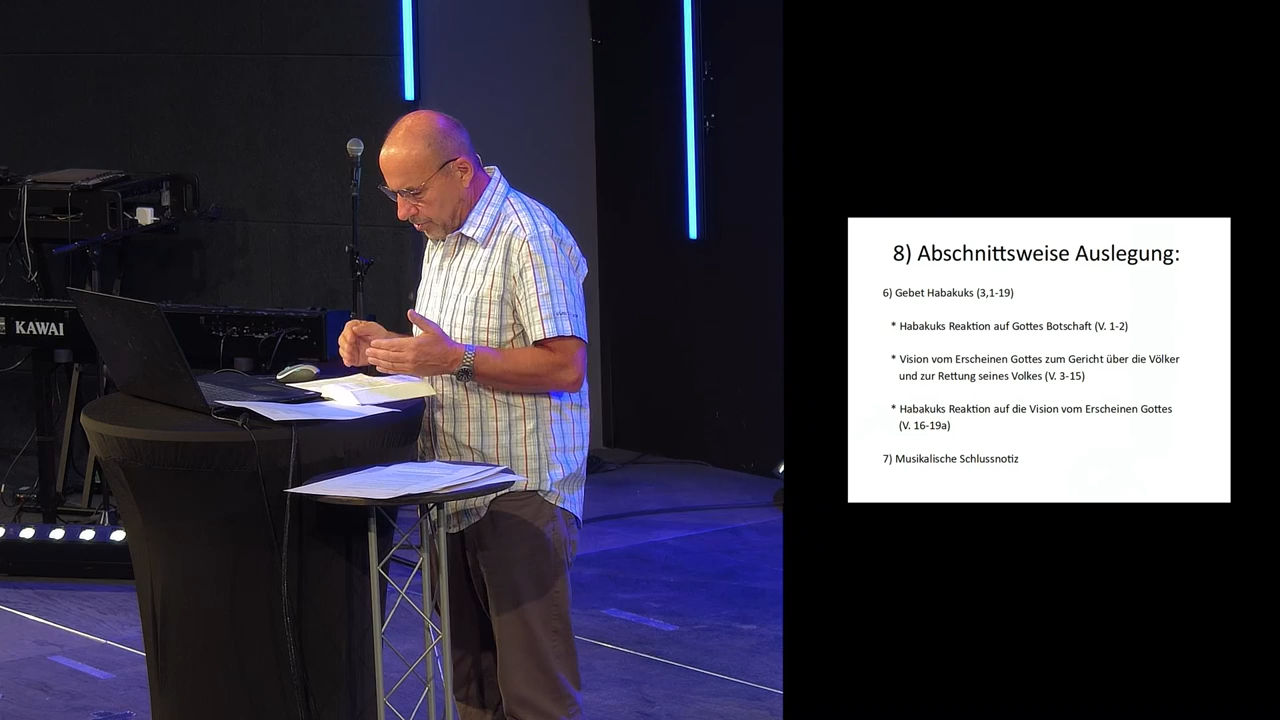 KAWAI
8) Abschnittsweise Auslegung:
6) Gebet Habakuks (3,1-19)
* Habakuks Reaktion auf Gottes Botschaft (V. 1-2)
* Vision vom Erscheinen Gottes zum Gericht über die Völker
und zur Rettung seines Volkes (V. 3-15)
* Habakuks Reaktion auf die Vision vom Erscheinen Gottes
(V. 16-19a)
7) Musikalische Schlussnotiz